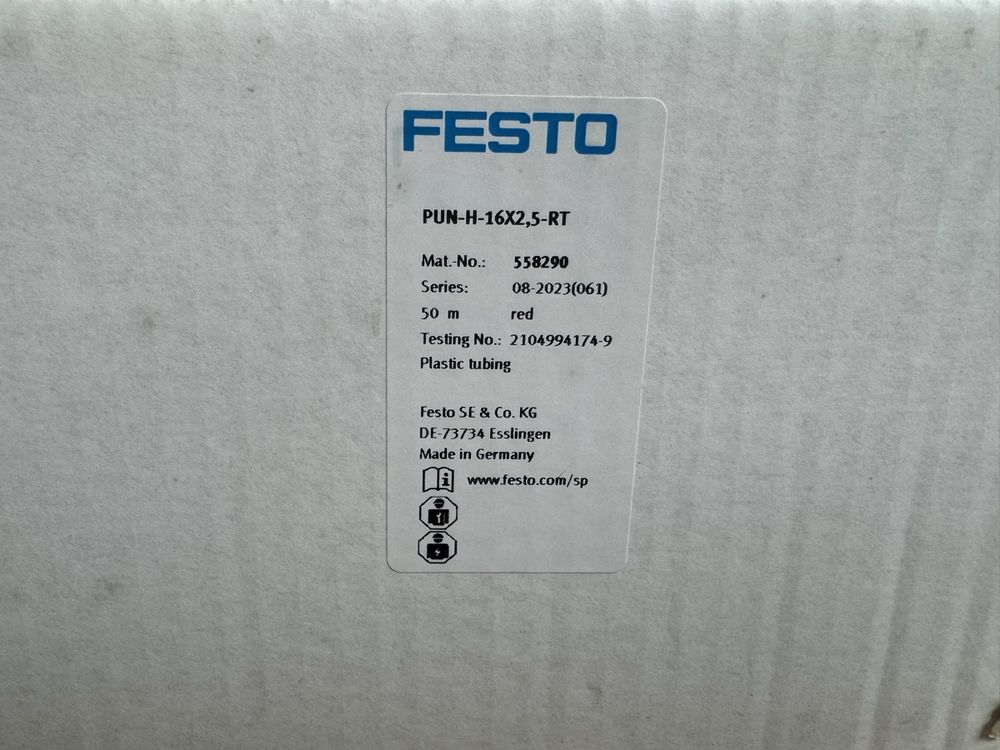 FESTO
PUN-H-16X2,5-RT
Mat.-No.: 558290
Series: 08-2023(061)
50 m red
Testing No.: 2104994174-9
Plastic tubing
Festo SE & Co. KG
DE-73734 Esslingen
Made in Germany
www.festo.com/sp